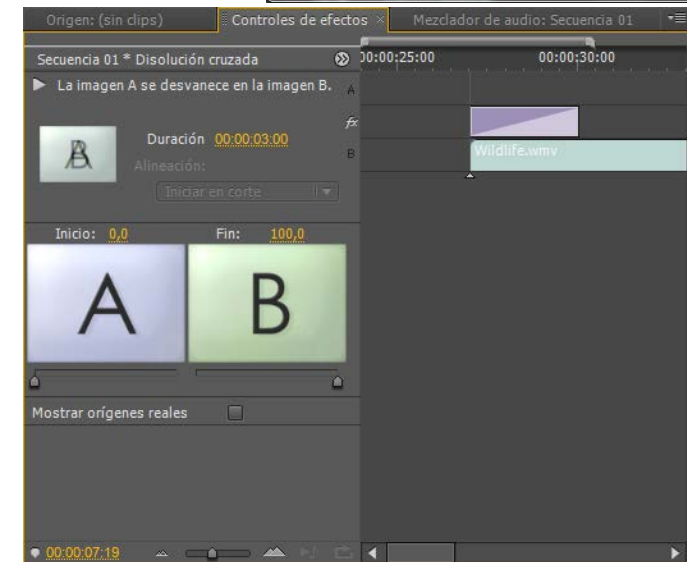 Origen: (sin clips) Controles de efectos × Mezclador de audio: Secuencia 01
Secuencia 01 * Disolución cruzada
00:00:25:00 00:00:30:00
La imagen A se desvanece en la imagen B.
A
fx
B
Duración 00:00:03:00
Alineación:
Iniciar en corte
Wildlife.wmv
Inicio: 0,0 Fin: 100,0
A B
Mostrar orígenes reales
00:00:07:19